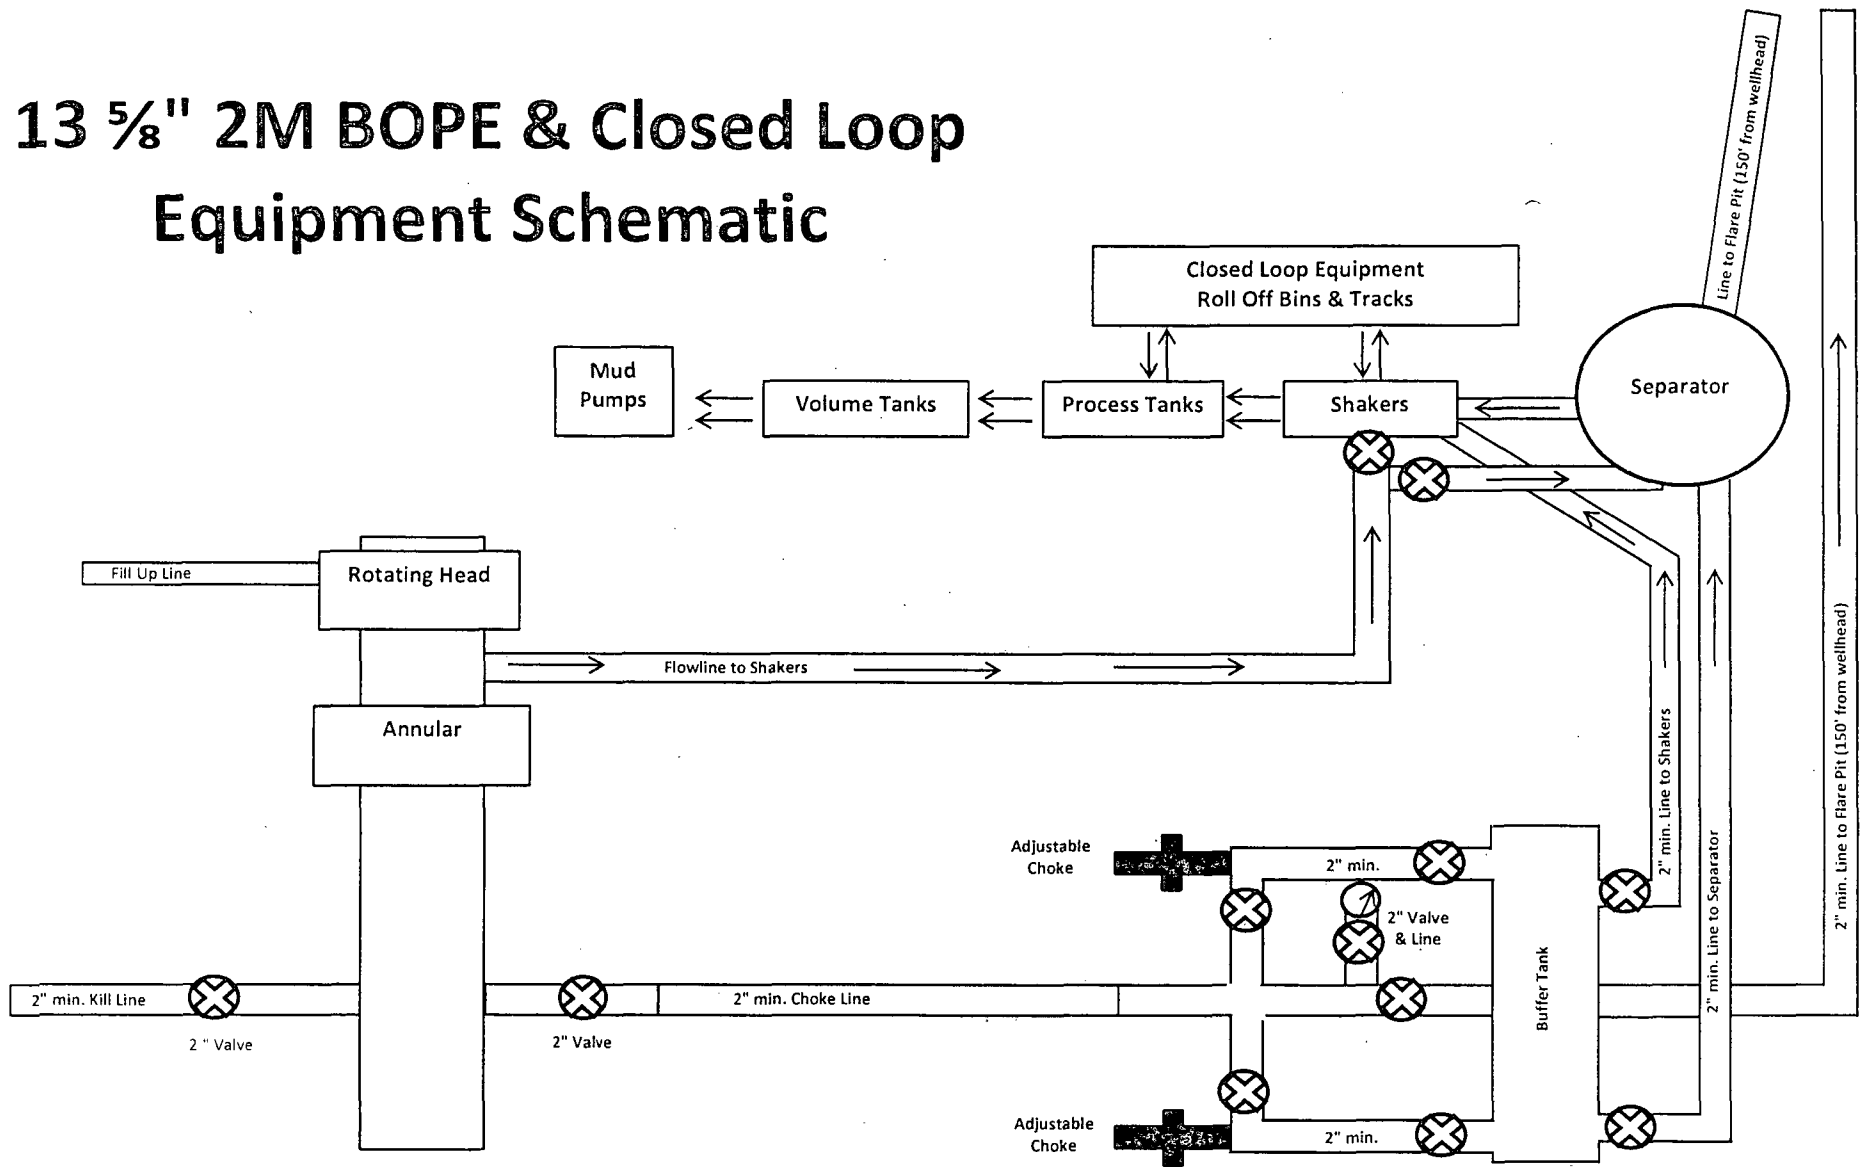 13 ⅝" 2M BOPE & Closed Loop
Equipment Schematic
Line to Flare Pit (150' from wellhead)
Closed Loop Equipment
Roll Off Bins & Tracks
Mud
Pumps
Volume Tanks
Process Tanks
Shakers
Separator
Fill Up Line
Rotating Head
Flowline to Shakers
Annular
2" min. Line to Shakers
2" min. Line to Separator
2" min. Line to Flare Pit (150' from wellhead)
Adjustable
Choke
2" min.
2" Valve
& Line
Buffer Tank
2" min. Kill Line
2 " Valve
2" Valve
2" min. Choke Line
Adjustable
Choke
2" min.